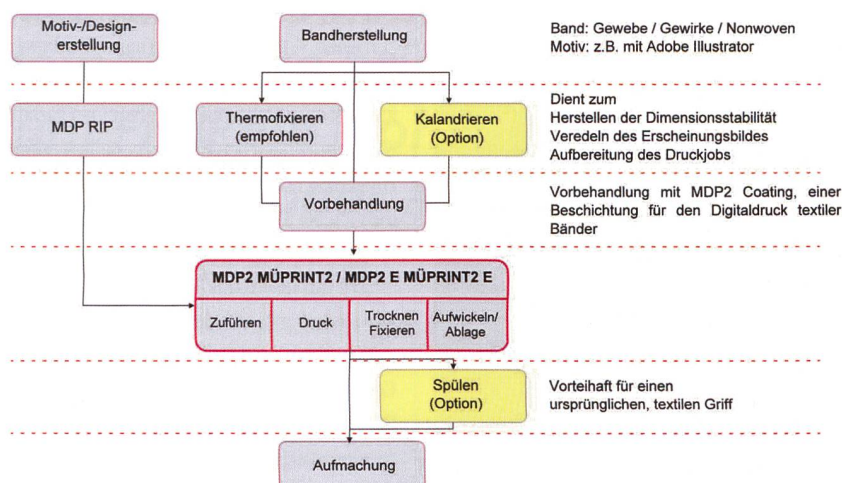 Motiv-/Design-
erstellung
Bandherstellung
Band: Gewebe / Gewirke / Nonwoven
Motiv: z.B. mit Adobe Illustrator
MDP RIP
Thermofixieren
(empfohlen)
Kalandrieren
(Option)
Dient zum
Herstellen der Dimensionsstabilität
Veredeln des Erscheinungsbildes
Aufbereitung des Druckjobs
Vorbehandlung
Vorbehandlung mit MDP2 Coating, einer
Beschichtung für den Digitaldruck textiler
Bänder
MDP2 MÜPRINT2 / MDP2 E MÜPRINT2 E
Zuführen
Druck
Trocknen
Fixieren
Aufwickeln/
Ablage
Spülen
(Option)
Vorteihaft für einen
ursprünglichen, textilen Griff
Aufmachung